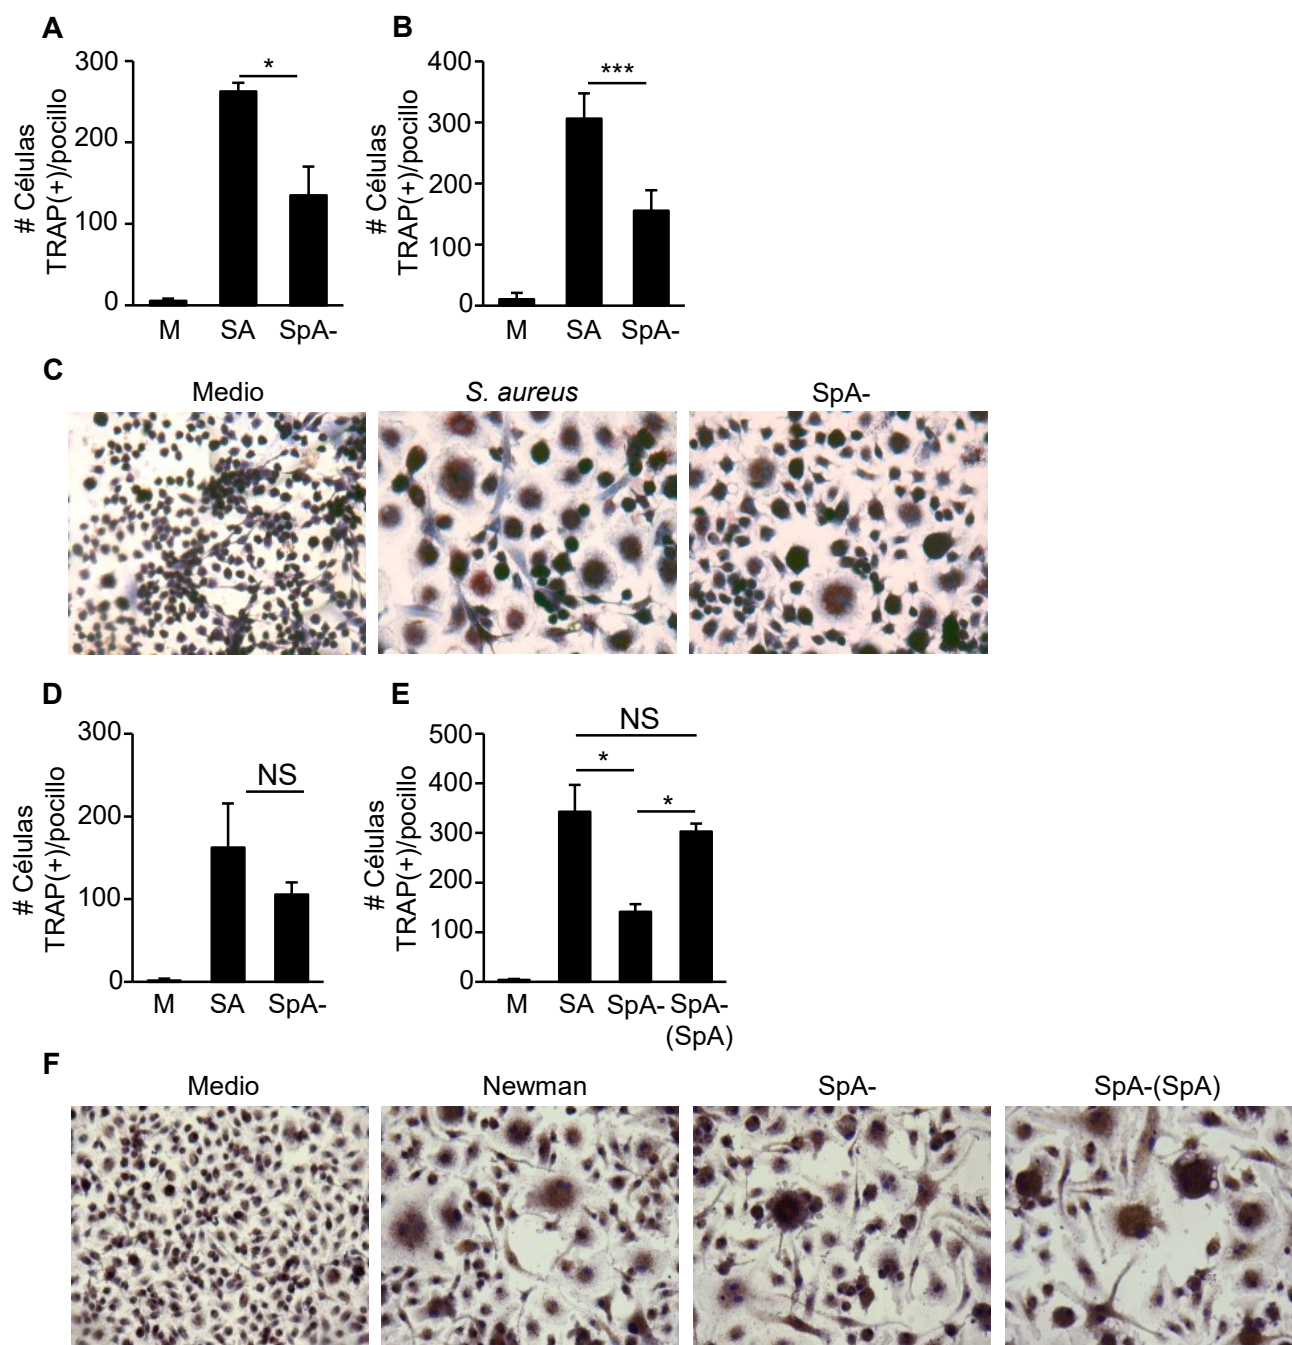 A
# Células
TRAP(+)/pocillo
300
200
100
0
*
M SA SpA-
B
# Células
TRAP(+)/pocillo
400
300
200
100
0
***
M SA SpA-
C
Medio S. aureus SpA-
D
# Células
TRAP(+)/pocillo
300
200
100
0
NS
M SA SpA-
E
# Células
TRAP(+)/pocillo
500
400
300
200
100
0
NS
*
*
M SA SpA- SpA-
(SpA)
F
Medio Newman SpA- SpA-(SpA)